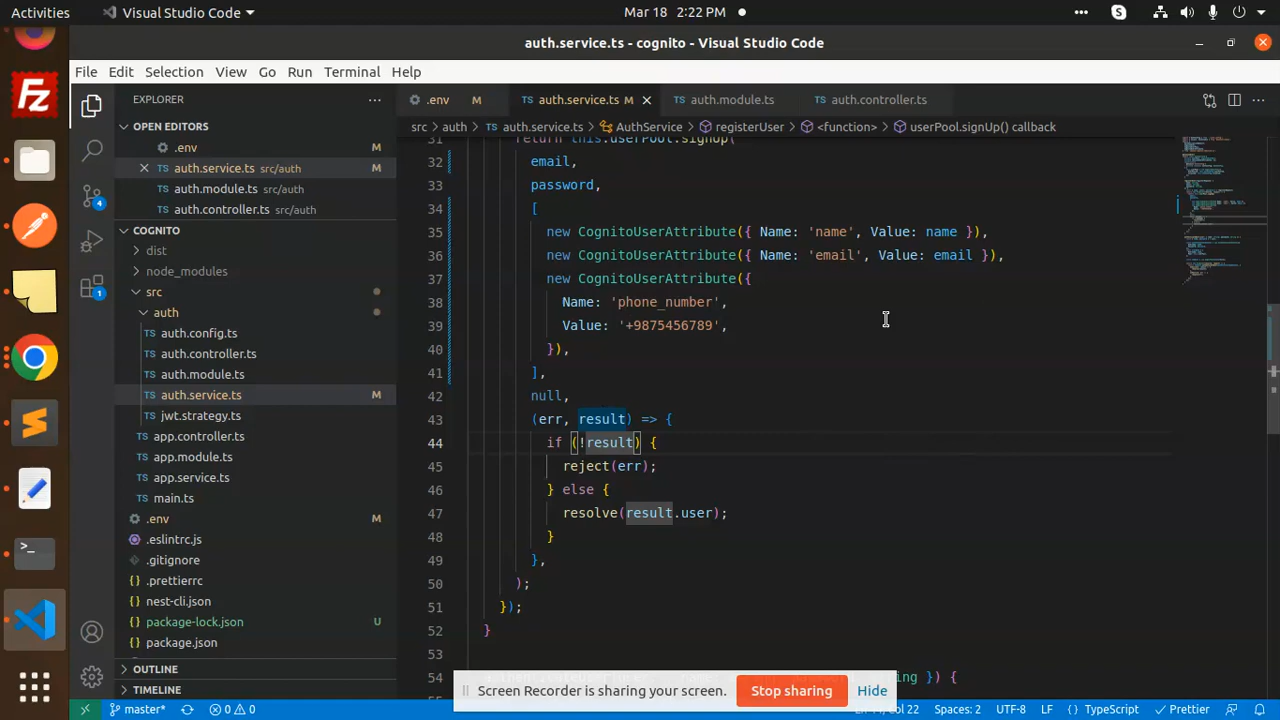 Activities Visual Studio Code Mar 18 2:22 PM
auth.service.ts - cognito - Visual Studio Code
File Edit Selection View Go Run Terminal Help
EXPLORER
.env M auth.service.ts M auth.module.ts auth.controller.ts
src auth auth.service.ts AuthService registerUser <function> userPool.signUp() callback
OPEN EDITORS
.env
auth.service.ts src/auth
auth.module.ts src/auth
auth.controller.ts src/auth
COGNITO
dist
node_modules
src
auth
auth.config.ts
auth.controller.ts
auth.module.ts
auth.service.ts M
jwt.strategy.ts
app.controller.ts
app.module.ts
app.service.ts
main.ts
.env M
.eslintrc.js
.gitignore
.prettierrc
nest-cli.json
package-lock.json U
package.json
OUTLINE
TIMELINE
4
1
31 return this.userPool.signUp(
32 email,
33 password,
34 [
35 new CognitoUserAttribute({ Name: 'name', Value: name }),
36 new CognitoUserAttribute({ Name: 'email', Value: email }),
37 new CognitoUserAttribute({
38 Name: 'phone_number',
39 Value: '+9875456789',
40 }),
41 ],
42 null,
43 (err, result) => {
44 if (!result) {
45 reject(err);
46 } else {
47 resolve(result.user);
48 }
49 },
50 );
51 });
52 }
53
54
Screen Recorder is sharing your screen. Stop sharing Hide
master* 0 0 Spaces: 2 UTF-8 LF {} TypeScript Prettier